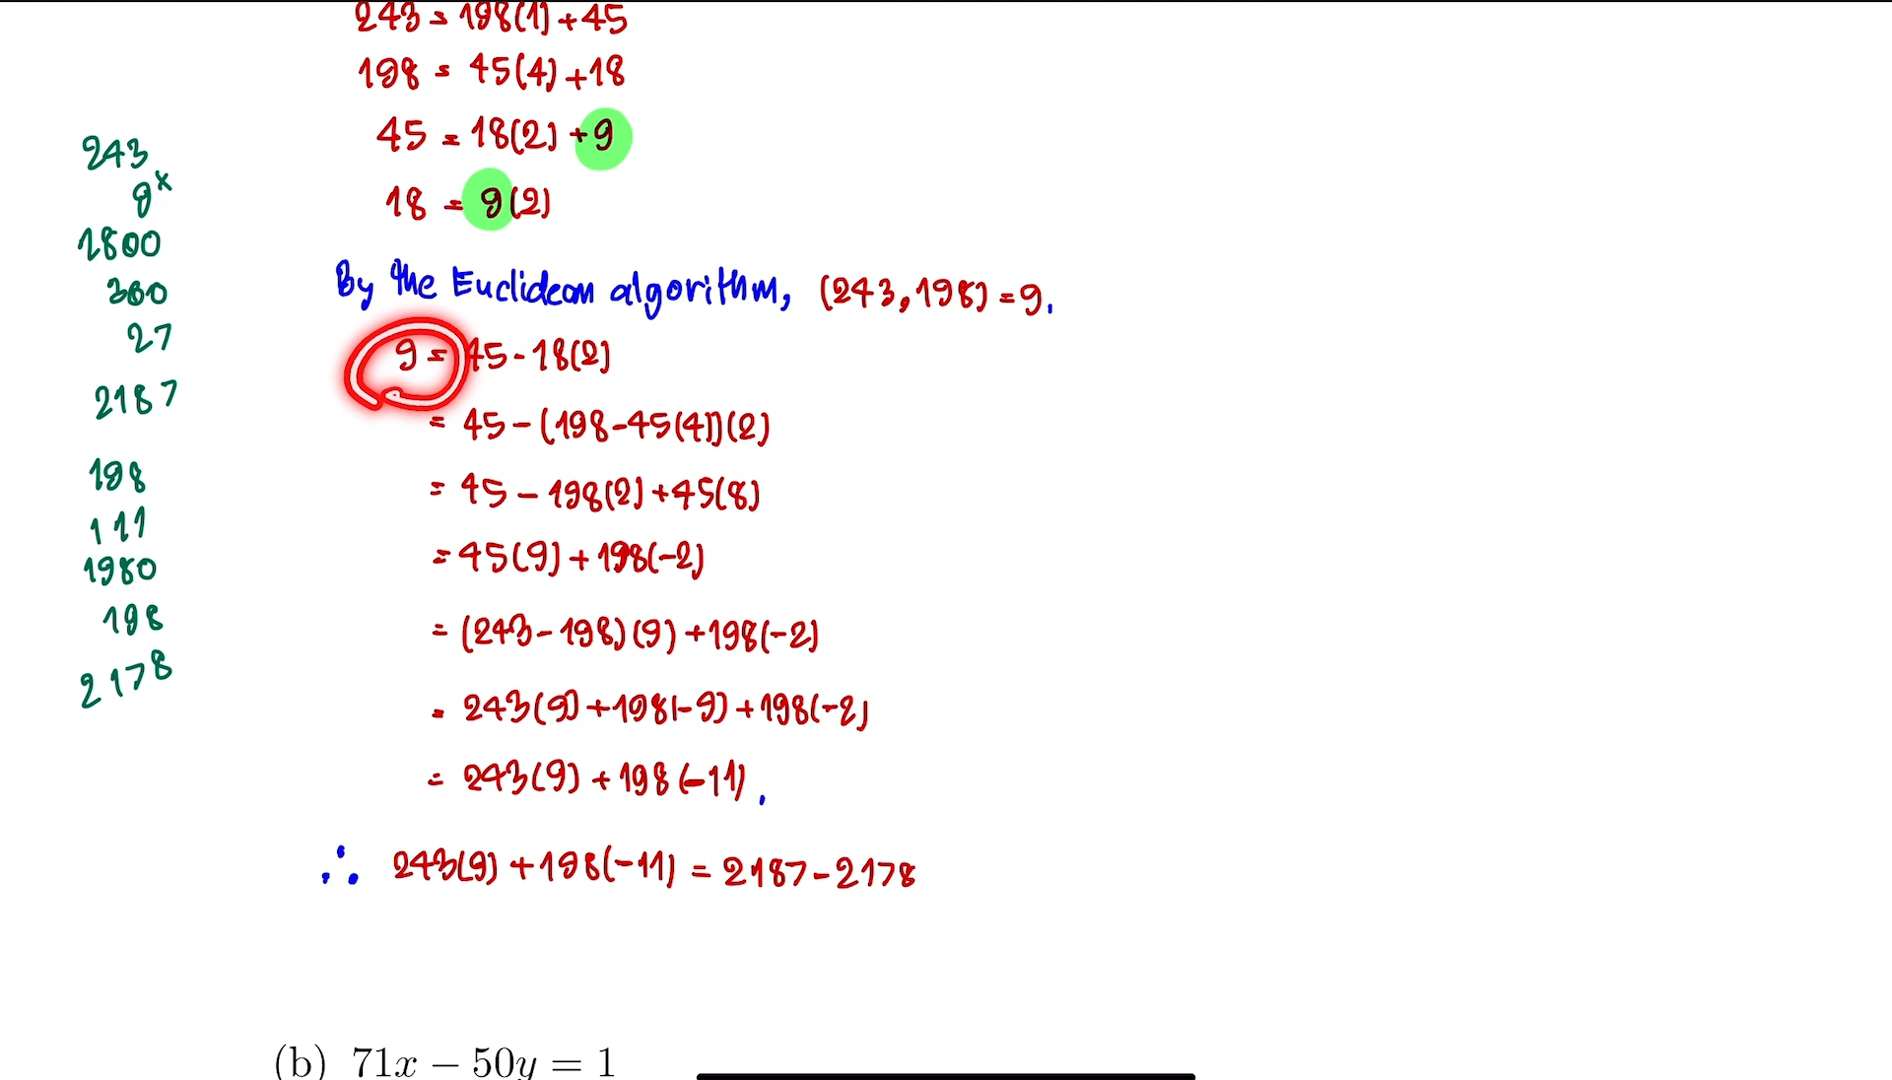 243 = 198(1) + 45
198 = 45(4) + 18
45 = 18(2) + 9
18 = 9(2)
243
9 x
1800
360
27
2187
198
11
1980
198
2178
By the Euclidean algorithm, (243, 198) = 9.
9 = 45 - 18(2)
= 45 - (198 - 45(4))(2)
= 45 - 198(2) + 45(8)
= 45(9) + 198(-2)
= (243 - 198)(9) + 198(-2)
= 243(9) + 198(-9) + 198(-2)
= 243(9) + 198(-11).
∴ 243(9) + 198(-11) = 2187 - 2178
(b) 71x − 50y = 1